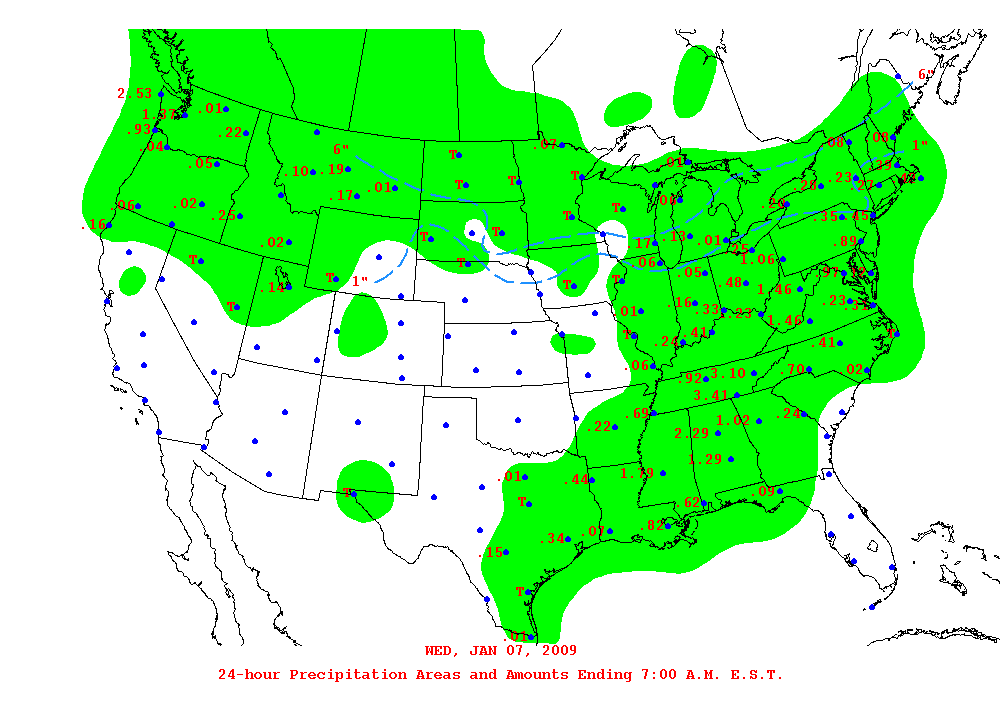 6"
2.53
1.37 .01
.93 .22
.04 .07 .08 .08 1"
.05 6" T .01
.10 .19 .39
.01 T T T .28 .23 .27
.17
.06 .02 .06
.16 .25 T T .35 .45
.02 T T .17 .13 .01 .25 .89
T T .06 1.06
T 1" .05
.14 T T .48 1.46
T .16 .33 1.23 .23 .31
.01 1.46
T .24 .41 .41 T
.06 .92 3.10 .70 .02
3.41
.69 .24
.22 2.29 1.02
1.29
.01 .44 1.79
T T .62 .09
.34 .07 .82
.15
T
.01
WED, JAN 07, 2009
24-hour Precipitation Areas and Amounts Ending 7:00 A.M. E.S.T.